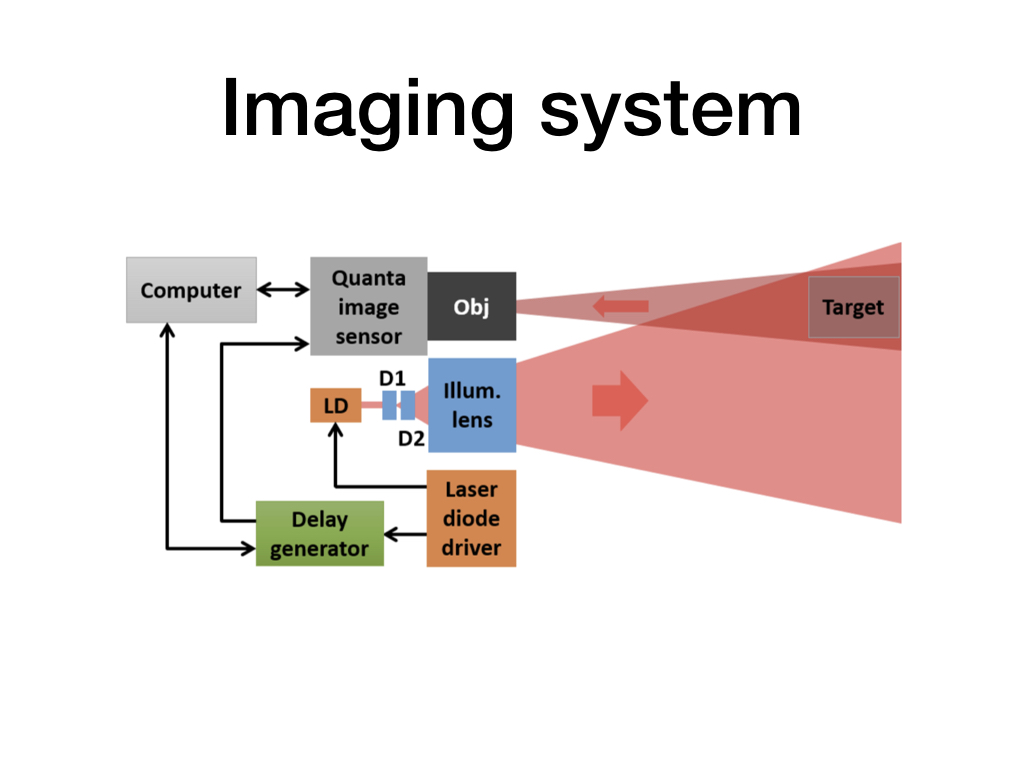 Imaging system
Computer
Quanta
image
sensor
Obj
Target
D1
LD
D2
Illum.
lens
Laser
diode
driver
Delay
generator